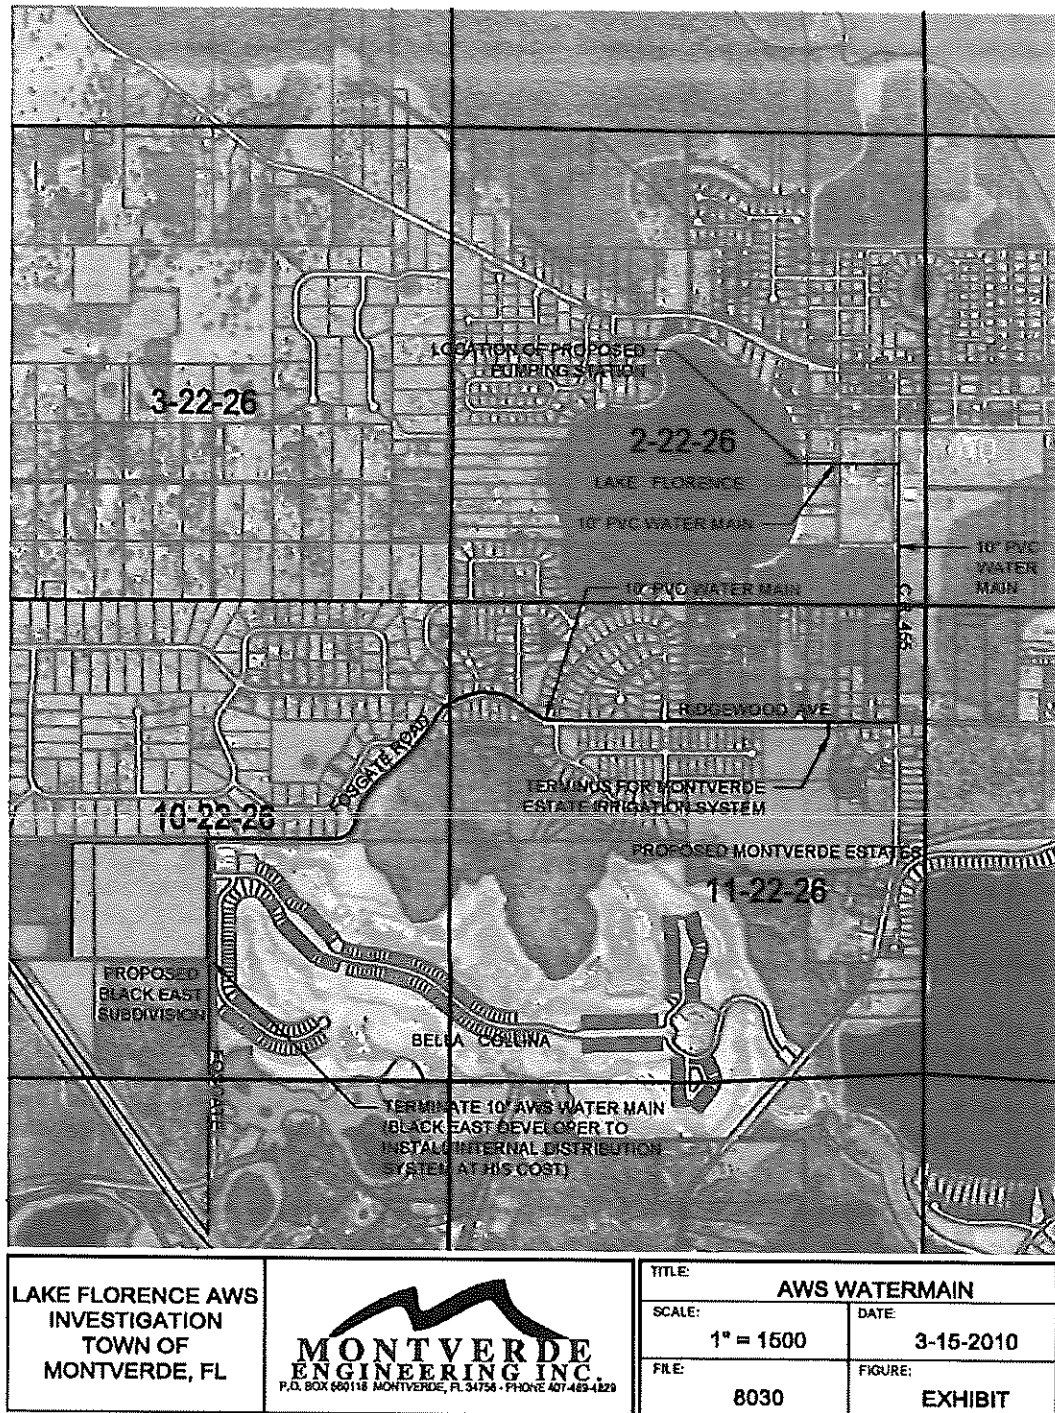 LOCATION OF PROPOSED
PUMPING STATION
3-22-26
2-22-26
LAKE FLORENCE
10" PVC WATER MAIN
10" PVC
WATER
MAIN
10" PVC WATER MAIN
CR 455
RIDGEWOOD AVE
FOSGATE ROAD
TERMINUS FOR MONTVERDE
ESTATE IRRIGATION SYSTEM
10-22-26
PROPOSED MONTVERDE ESTATES
11-22-26
PROPOSED
BLACK EAST
SUBDIVISION
BELLA COLLINA
TERMINATE 10" AWS WATER MAIN
(BLACK EAST DEVELOPER TO
INSTALL INTERNAL DISTRIBUTION
SYSTEM AT HIS COST)
LAKE FLORENCE AWS
INVESTIGATION
TOWN OF
MONTVERDE, FL
MONTVERDE
ENGINEERING INC.
P.O. BOX 560118 MONTVERDE, FL 34756 - PHONE 407-469-4829
TITLE:
AWS WATERMAIN
SCALE:
1" = 1500
DATE:
3-15-2010
FILE:
8030
FIGURE:
EXHIBIT